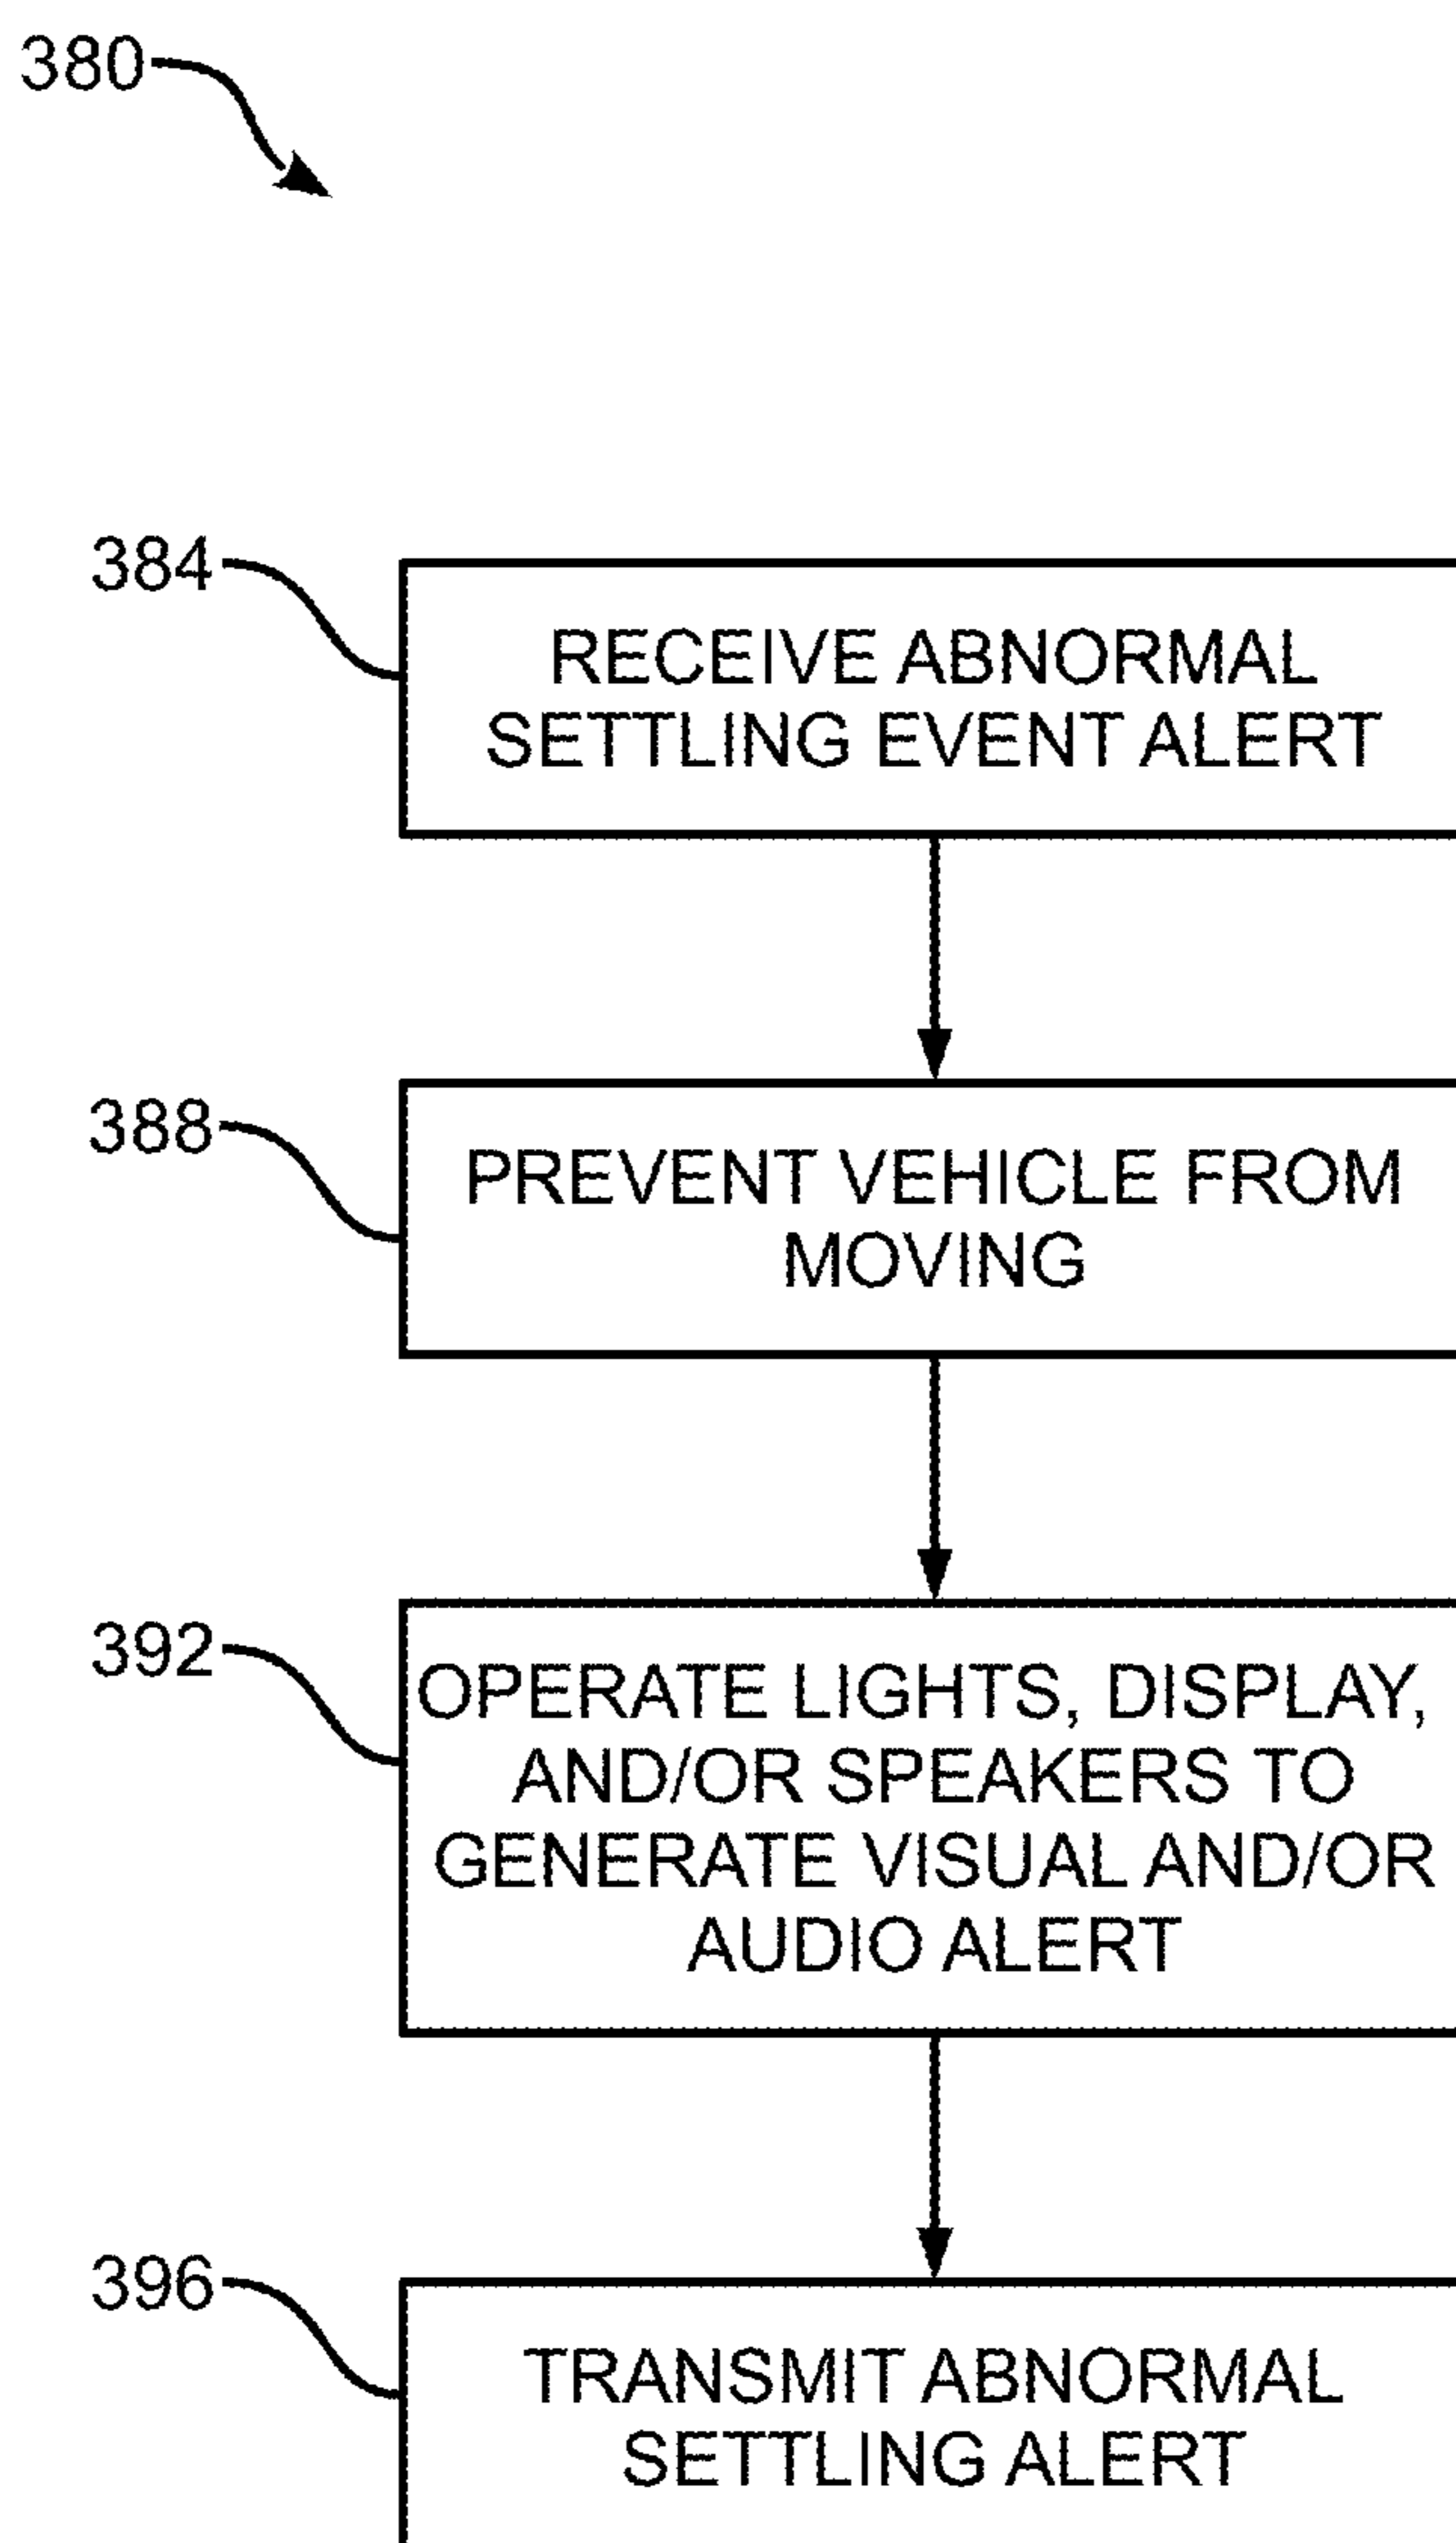 380
384
RECEIVE ABNORMAL
SETTLING EVENT ALERT
388
PREVENT VEHICLE FROM
MOVING
392
OPERATE LIGHTS, DISPLAY,
AND/OR SPEAKERS TO
GENERATE VISUAL AND/OR
AUDIO ALERT
396
TRANSMIT ABNORMAL
SETTLING ALERT